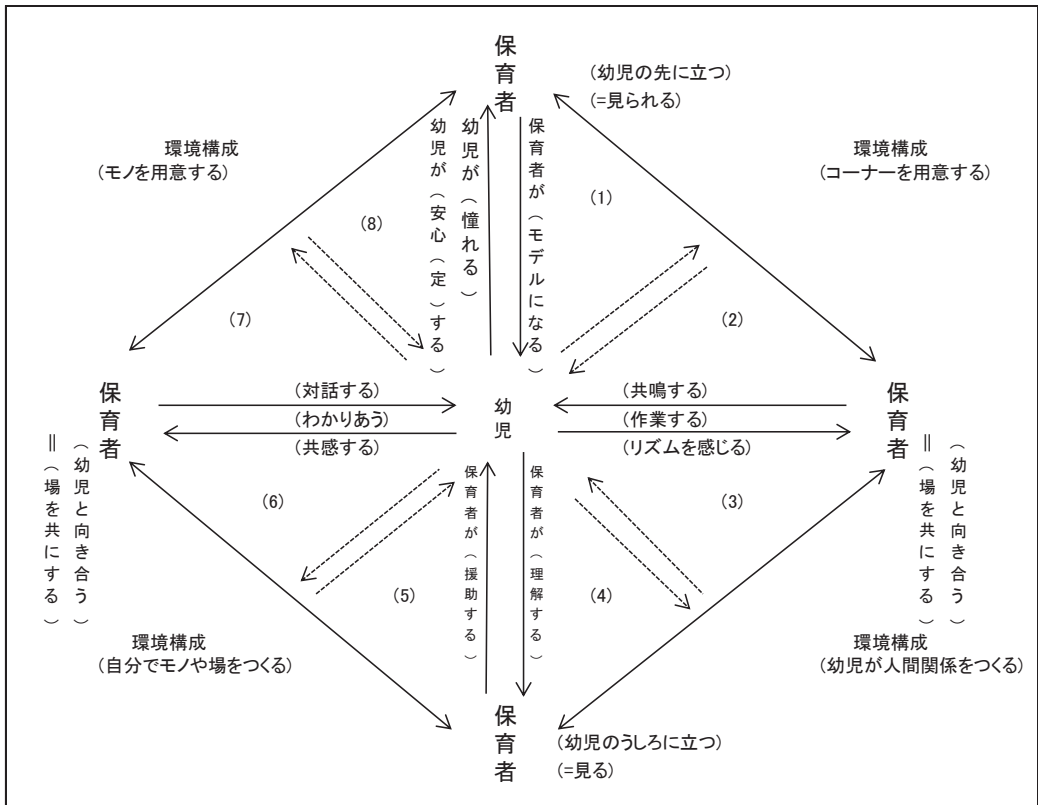 保育者
(幼児の先に立つ)
(=見られる)
環境構成
(モノを用意する)
環境構成
(コーナーを用意する)
幼児が(安心(定)する)
幼児が(憧れる)
保育者が(モデルになる)
(1)
(8)
(2)
(7)
保育者
(幼児と向き合う)
‖(場を共にする)
(対話する)
(わかりあう)
(共感する)
幼児
(共鳴する)
(作業する)
(リズムを感じる)
保育者
(幼児と向き合う)
‖(場を共にする)
(6)
(3)
(5)
(4)
保育者が(援助する)
保育者が(理解する)
環境構成
(自分でモノや場をつくる)
環境構成
(幼児が人間関係をつくる)
保育者
(幼児のうしろに立つ)
(=見る)